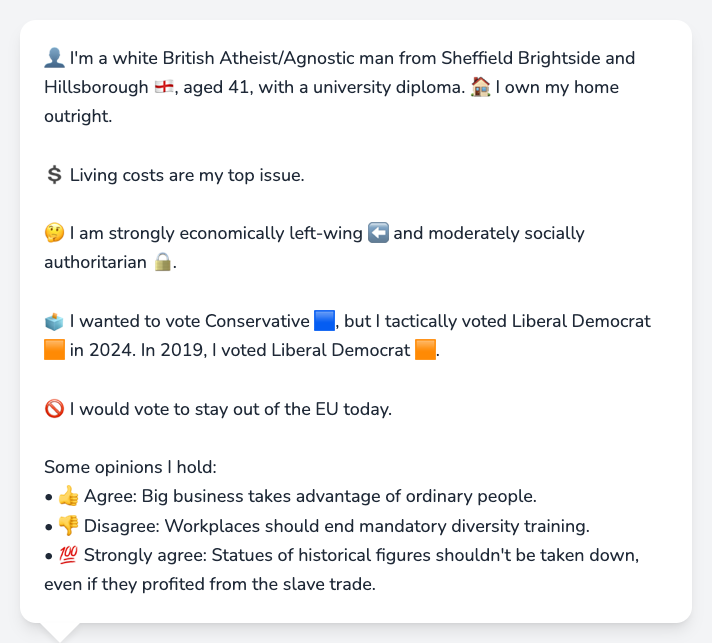 👤 I'm a white British Atheist/Agnostic man from Sheffield Brightside and
Hillsborough 🏴󠁧󠁢󠁥󠁮󠁧󠁿, aged 41, with a university diploma. 🏠 I own my home
outright.
💲 Living costs are my top issue.
🤔 I am strongly economically left-wing ⬅️ and moderately socially
authoritarian 🔒.
🗳️ I wanted to vote Conservative 🟦, but I tactically voted Liberal Democrat
🟧 in 2024. In 2019, I voted Liberal Democrat 🟧.
🚫 I would vote to stay out of the EU today.
Some opinions I hold:
• 👍 Agree: Big business takes advantage of ordinary people.
• 👎 Disagree: Workplaces should end mandatory diversity training.
• 💯 Strongly agree: Statues of historical figures shouldn't be taken down,
even if they profited from the slave trade.